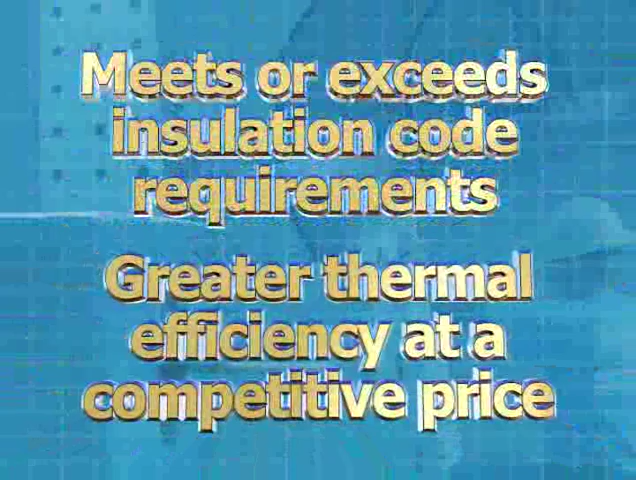 Meets or exceeds
insulation code
requirements
Greater thermal
efficiency at a
competitive price